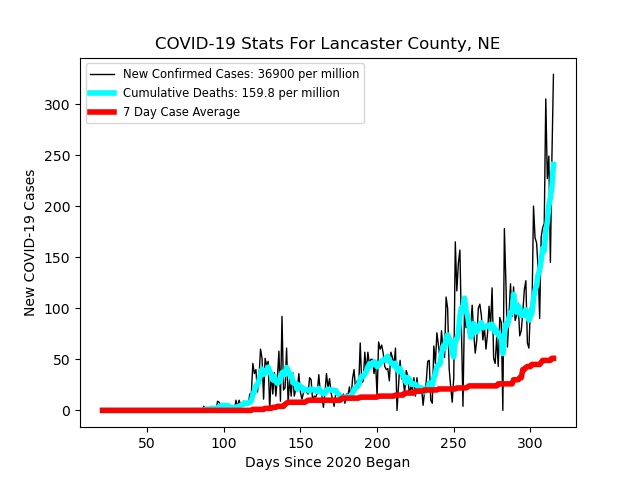 COVID-19 Stats For Lancaster County, NE
New Confirmed Cases: 36900 per million
Cumulative Deaths: 159.8 per million
7 Day Case Average
New COVID-19 Cases
300
250
200
150
100
50
0
50 100 150 200 250 300
Days Since 2020 Began